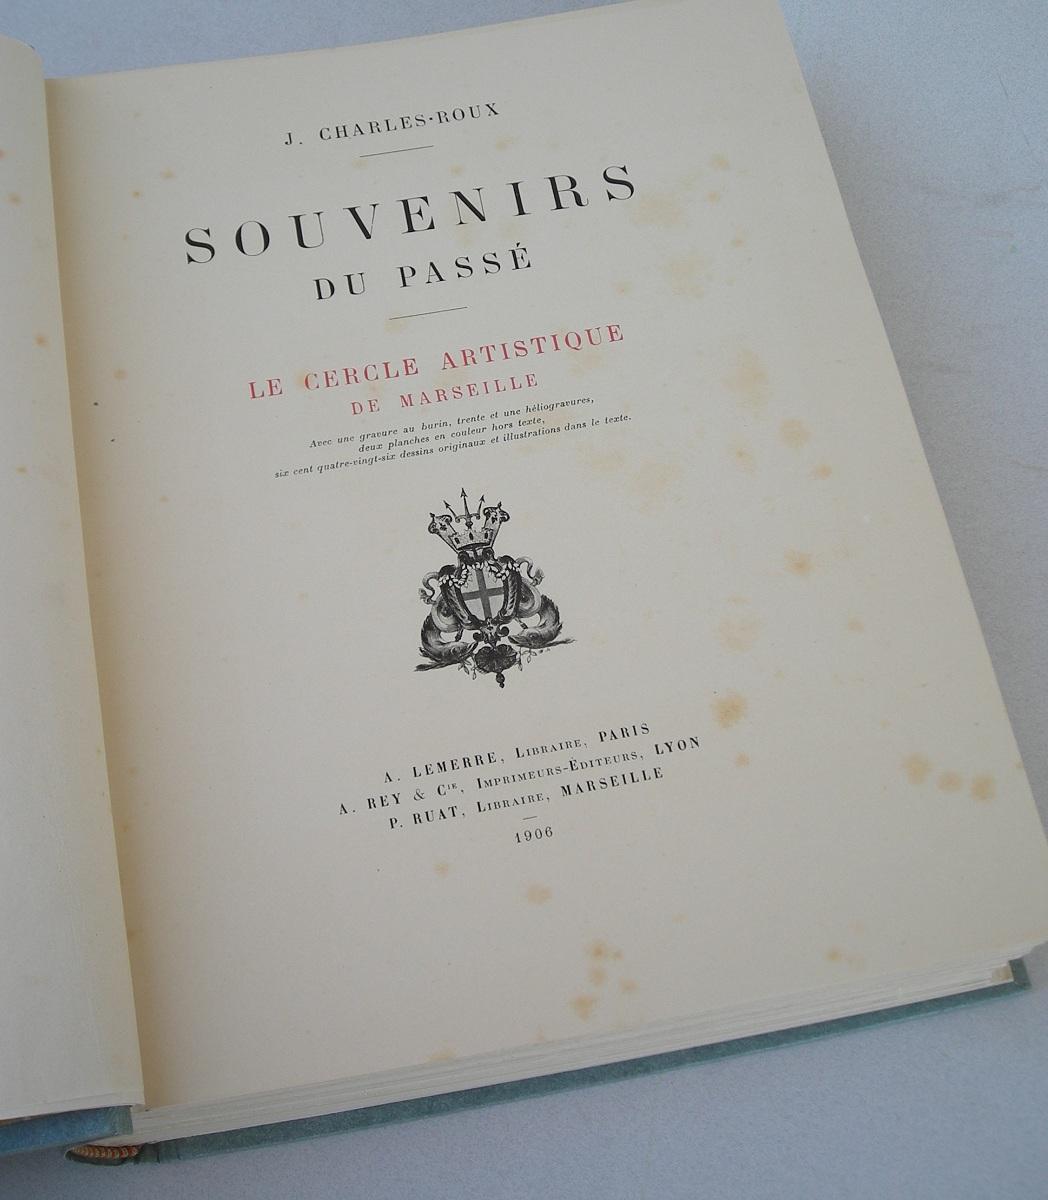 J. CHARLES-ROUX
SOUVENIRS
DU PASSÉ
LE CERCLE ARTISTIQUE
DE MARSEILLE
Avec une gravure au burin, trente et une héliogravures,
deux planches en couleur hors texte,
six cent quatre-vingt-six dessins originaux et illustrations dans le texte.
A. LEMERRE, LIBRAIRE, PARIS
A. REY & CIE, IMPRIMEURS-ÉDITEURS, LYON
P. RUAT, LIBRAIRE, MARSEILLE
1906